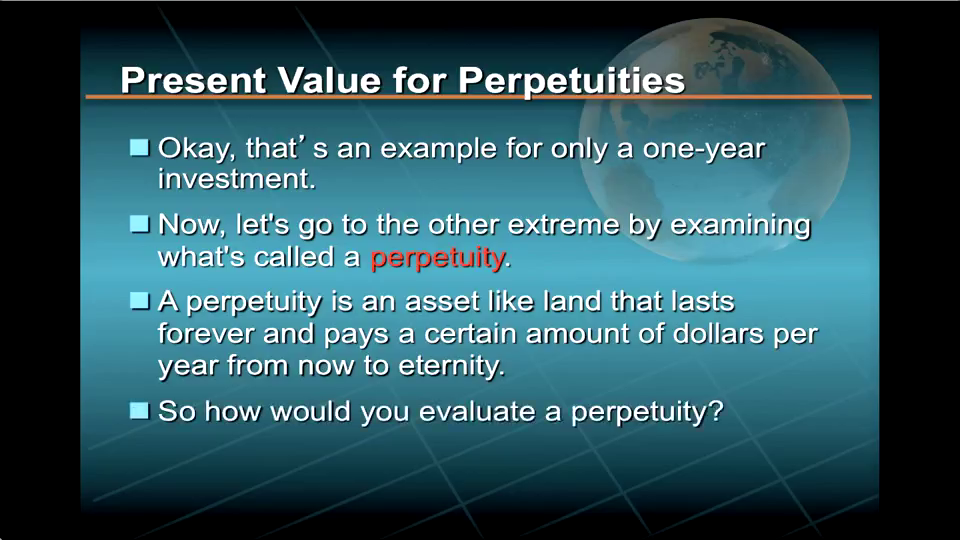 Present Value for Perpetuities
Okay, that’s an example for only a one-year
investment.
Now, let's go to the other extreme by examining
what's called a perpetuity.
A perpetuity is an asset like land that lasts
forever and pays a certain amount of dollars per
year from now to eternity.
So how would you evaluate a perpetuity?